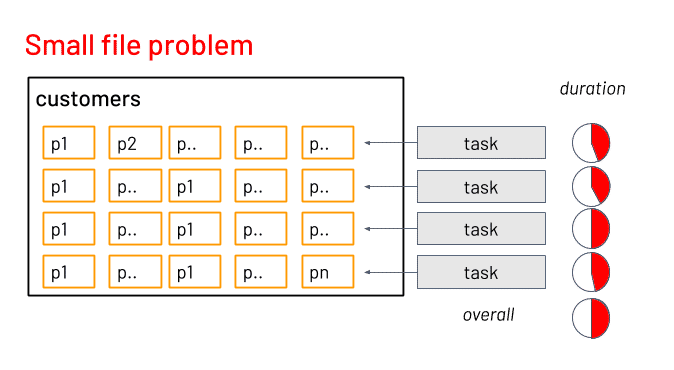 Small file problem
duration
customers
p1 p2 p.. p.. p.. task
p1 p.. p1 p.. p.. task
p1 p.. p1 p.. p.. task
p1 p.. p1 p.. pn task
overall